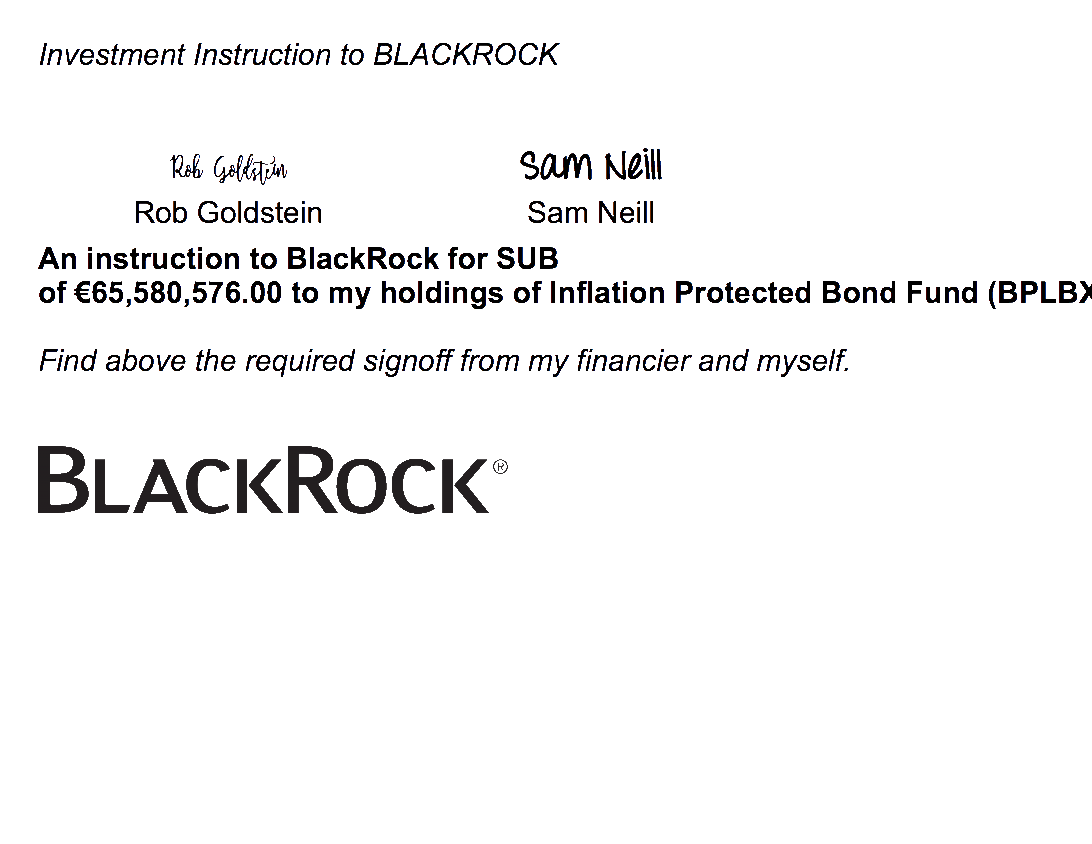 Investment Instruction to BLACKROCK
Rob Goldstein Sam Neill
Rob Goldstein Sam Neill
An instruction to BlackRock for SUB
of €65,580,576.00 to my holdings of Inflation Protected Bond Fund (BPLBX
Find above the required signoff from my financier and myself.
BLACKROCK®